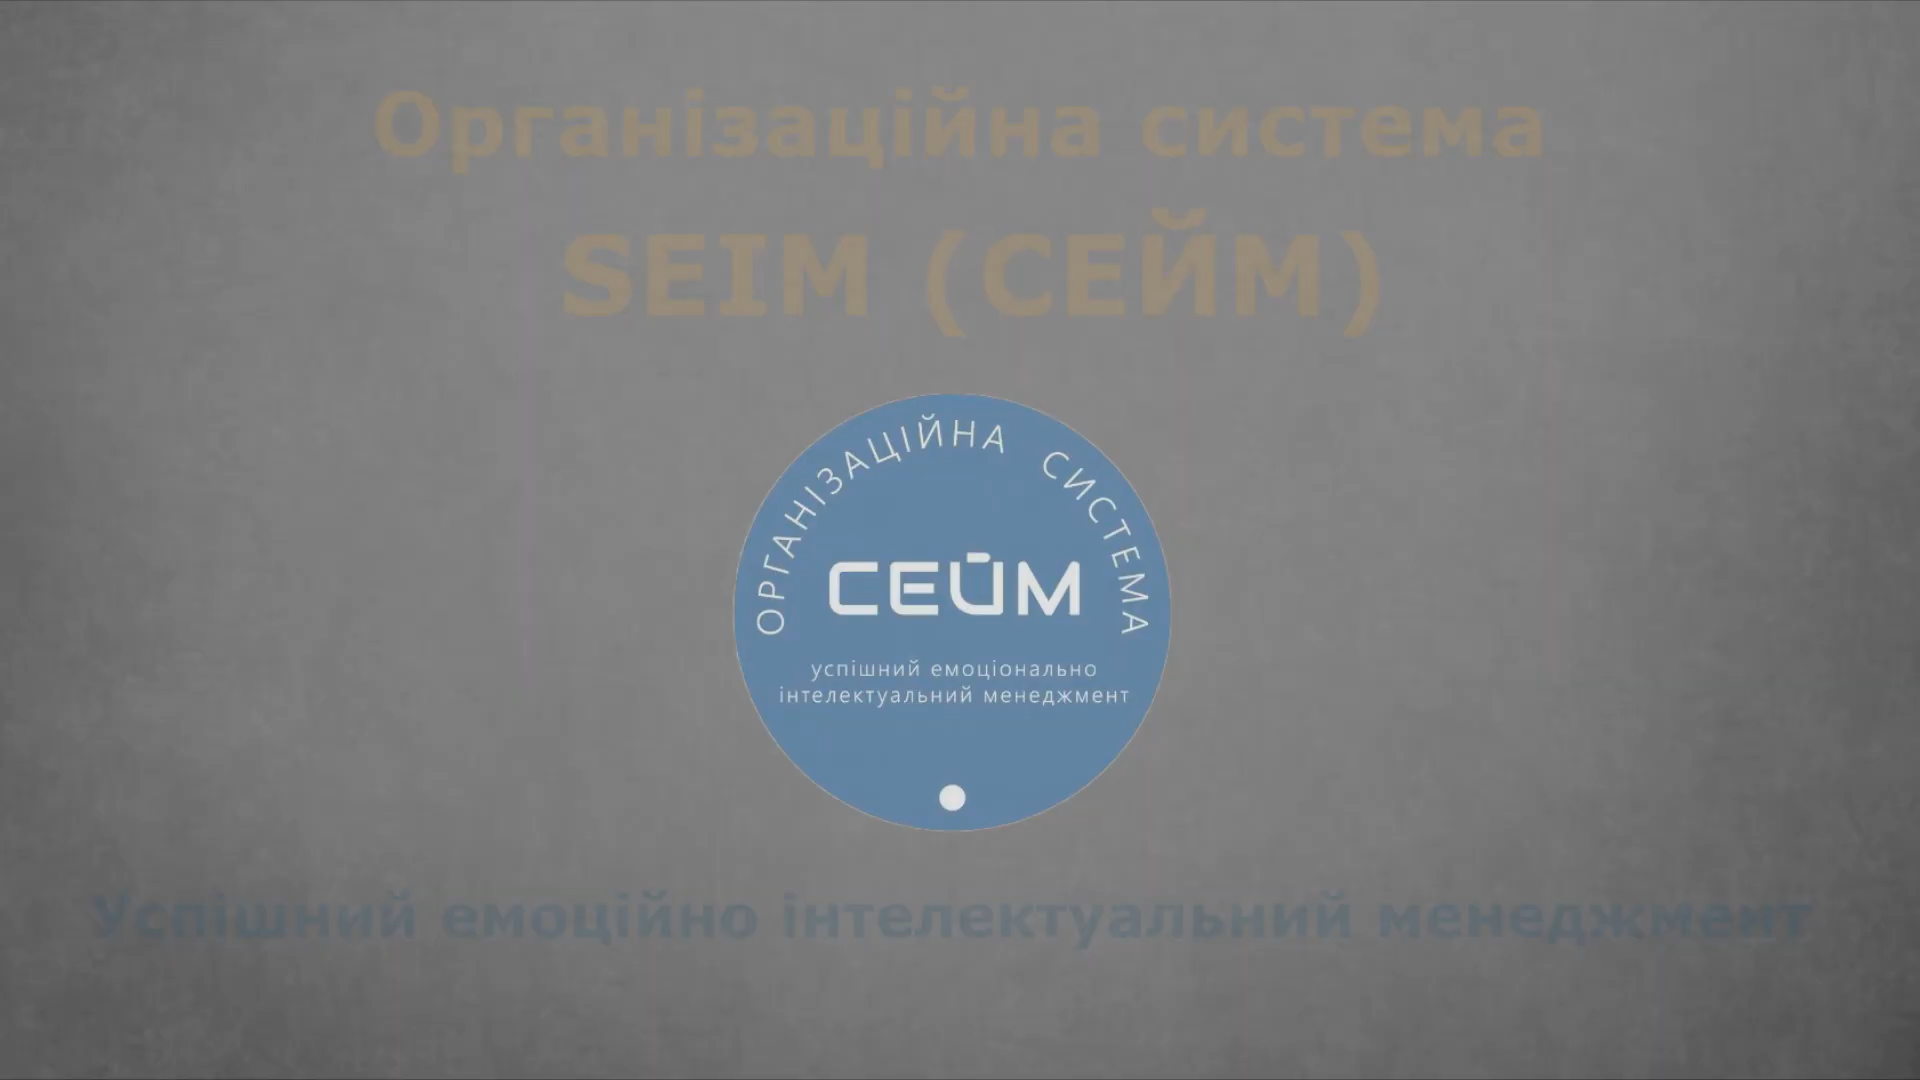 Організаційна система
SEIM (СЕЙМ)
ОРГАНІЗАЦІЙНА СИСТЕМА
СЕЙМ
успішний емоціонально
інтелектуальний менеджмент
Успішний емоційно інтелектуальний менеджмент